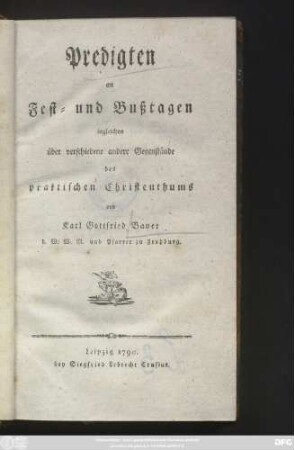 Predigten
an
Fest- und Bußtagen
ingleichen
über verschiedene andere Gegenstände
des
praktischen Christenthums
von
Karl Gottfried Bauer
d. W. W. D. und Pfarrer zu Frohburg.
Leipzig 1790.
bey Siegfried Lebrecht Crusius.